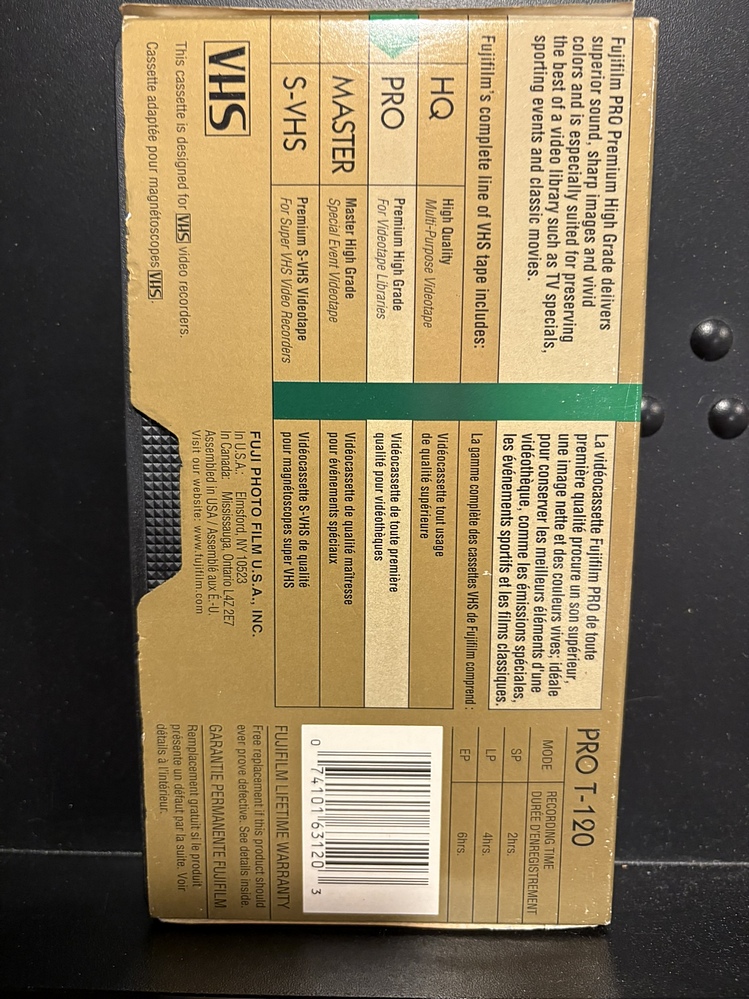 Fujifilm PRO Premium High Grade delivers
superior sound, sharp images and vivid
colors and is especially suited for preserving
the best of a video library such as TV specials,
sporting events and classic movies.
Fujifilm's complete line of VHS tape includes:
HQ
High Quality
Multi-Purpose Videotape
PRO
Premium High Grade
For Videotape Libraries
MASTER
Master High Grade
Special Event Videotape
S-VHS
Premium S-VHS Videotape
For Super VHS Video Recorders
VHS
This cassette is designed for VHS video recorders.
Cassette adaptée pour magnétoscopes VHS.
La vidéocassette Fujifilm PRO de toute
première qualité procure un son supérieur,
une image nette et des couleurs vives; idéale
pour conserver les meilleurs éléments d'une
vidéothèque, comme les émissions spéciales,
les événements sportifs et les films classiques.
La gamme complète des cassettes VHS de Fujifilm comprend :
Vidéocassette tout usage
de qualité supérieure
Vidéocassette de toute première
qualité pour vidéothèques
Vidéocassette de qualité maîtresse
pour événements spéciaux
Vidéocassette S-VHS de qualité
pour magnétoscopes super VHS
FUJI PHOTO FILM U.S.A., INC.
In U.S.A.: Elmsford, NY 10523
In Canada: Mississauga, Ontario L4Z 2E7
Assembled in USA / Assemblé aux É.-U.
Visit our website: www.fujifilm.com
PRO T-120
MODE RECORDING TIME
DURÉE D'ENREGISTREMENT
SP 2hrs.
LP 4hrs.
EP 6hrs.
0 74101 63120 3
FUJIFILM LIFETIME WARRANTY
Free replacement if this product should
ever prove defective. See details inside.
GARANTIE PERMANENTE FUJIFILM
Remplacement gratuit si le produit
présente un défaut par la suite. Voir
détails à l'intérieur.